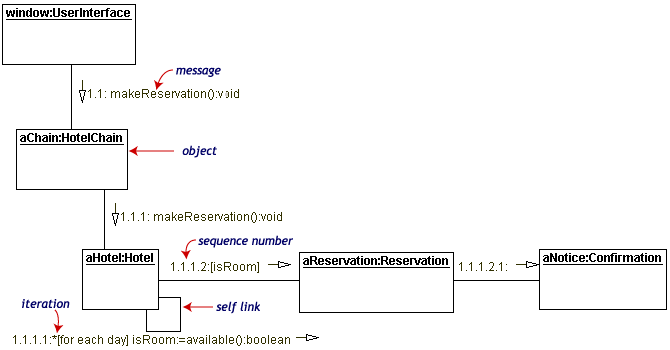 window:UserInterface
message
1.1: makeReservation():void
aChain:HotelChain
object
1.1.1: makeReservation():void
sequence number
aHotel:Hotel
1.1.1.2:[isRoom]
aReservation:Reservation
1.1.1.2.1:
aNotice:Confirmation
iteration
self link
1.1.1.1:*[for each day] isRoom:=available():boolean